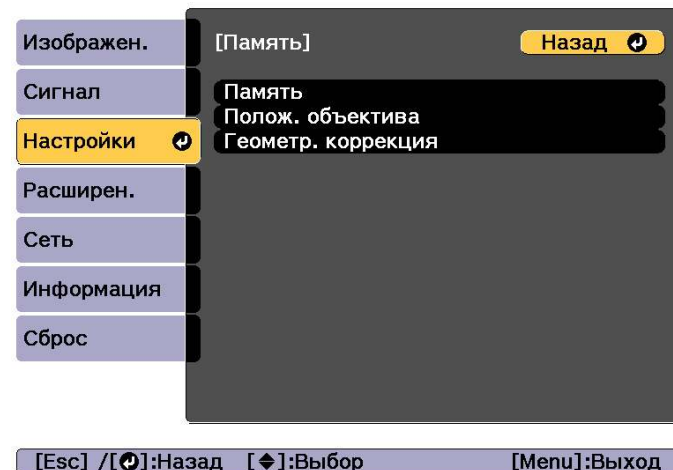 Изображен.
Сигнал
Настройки
Расширен.
Сеть
Информация
Сброс
[Память] Назад
Память
Полож. объектива
Геометр. коррекция
[Esc] /[⏎]:Назад [◆]:Выбор [Menu]:Выход